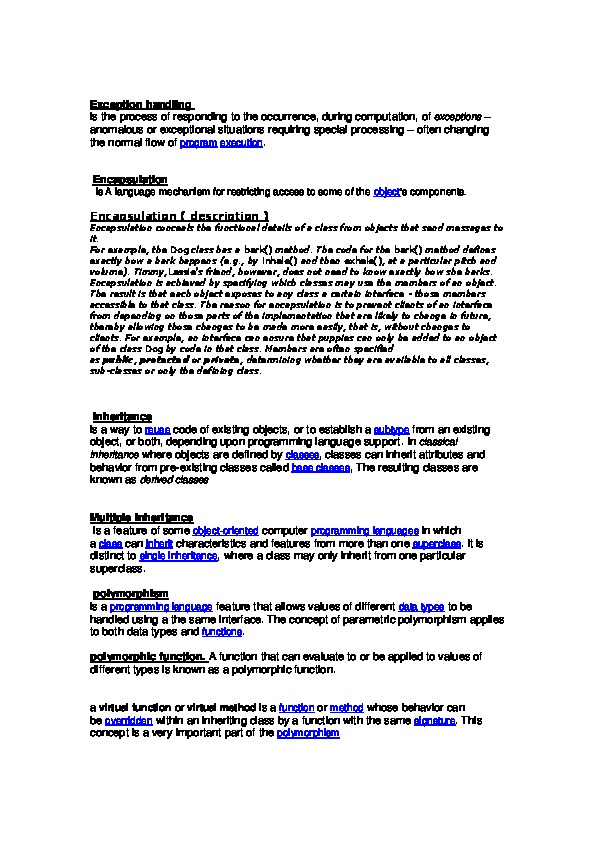 Exception handling
Is the process of responding to the occurrence, during computation, of exceptions –
anomalous or exceptional situations requiring special processing – often changing
the normal flow of program execution.
Encapsulation
is A language mechanism for restricting access to some of the object's components.
Encapsulation ( description )
Encapsulation conceals the functional details of a class from objects that send messages to
it.
For example, the Dog class has a bark() method. The code for the bark() method defines
exactly how a bark happens (e.g., by inhale() and then exhale(), at a particular pitch and
volume). Timmy, Lassie's friend, however, does not need to know exactly how she barks.
Encapsulation is achieved by specifying which classes may use the members of an object.
The result is that each object exposes to any class a certain interface - those members
accessible to that class. The reason for encapsulation is to prevent clients of an interface
from depending on those parts of the implementation that are likely to change in future,
thereby allowing those changes to be made more easily, that is, without changes to
clients. For example, an interface can ensure that puppies can only be added to an object
of the class Dog by code in that class. Members are often specified
as public, protected or private, determining whether they are available to all classes,
sub-classes or only the defining class.
Inheritance
Is a way to reuse code of existing objects, or to establish a subtype from an existing
object, or both, depending upon programming language support. In classical
inheritance where objects are defined by classes, classes can inherit attributes and
behavior from pre-existing classes called base classes, The resulting classes are
known as derived classes
Multiple inheritance
Is a feature of some object-oriented computer programming languages in which
a class can inherit characteristics and features from more than one superclass. It is
distinct to single inheritance, where a class may only inherit from one particular
superclass.
polymorphism
Is a programming language feature that allows values of different data types to be
handled using a the same interface. The concept of parametric polymorphism applies
to both data types and functions.
polymorphic function. A function that can evaluate to or be applied to values of
different types is known as a polymorphic function.
a virtual function or virtual method is a function or method whose behavior can
be overridden within an inheriting class by a function with the same signature. This
concept is a very important part of the polymorphism